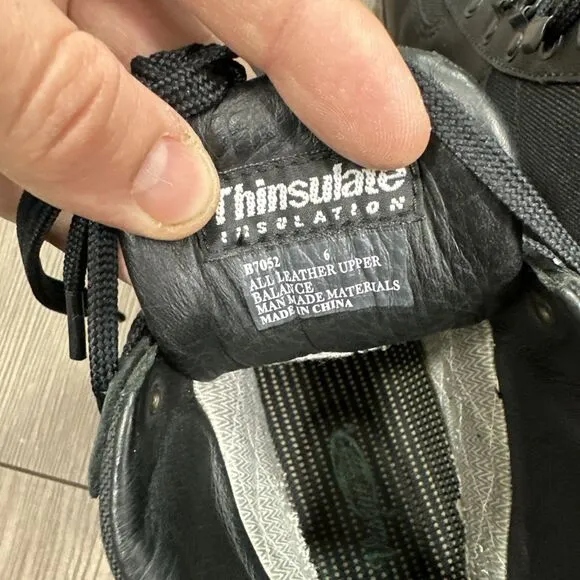 Thinsulate
INSULATION
B7052 6
ALL LEATHER UPPER
BALANCE
MAN MADE MATERIALS
MADE IN CHINA